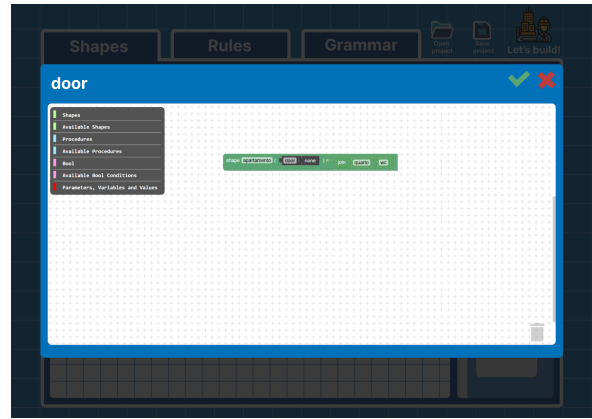 Shapes
Rules
Grammar
Open project
Save project
Let's build!
door
Shapes
Available Shapes
Procedures
Available Procedures
Bool
Available Bool Conditions
Parameters, Variables and Values
shape apartamento ( door none ) = pos quarto wc